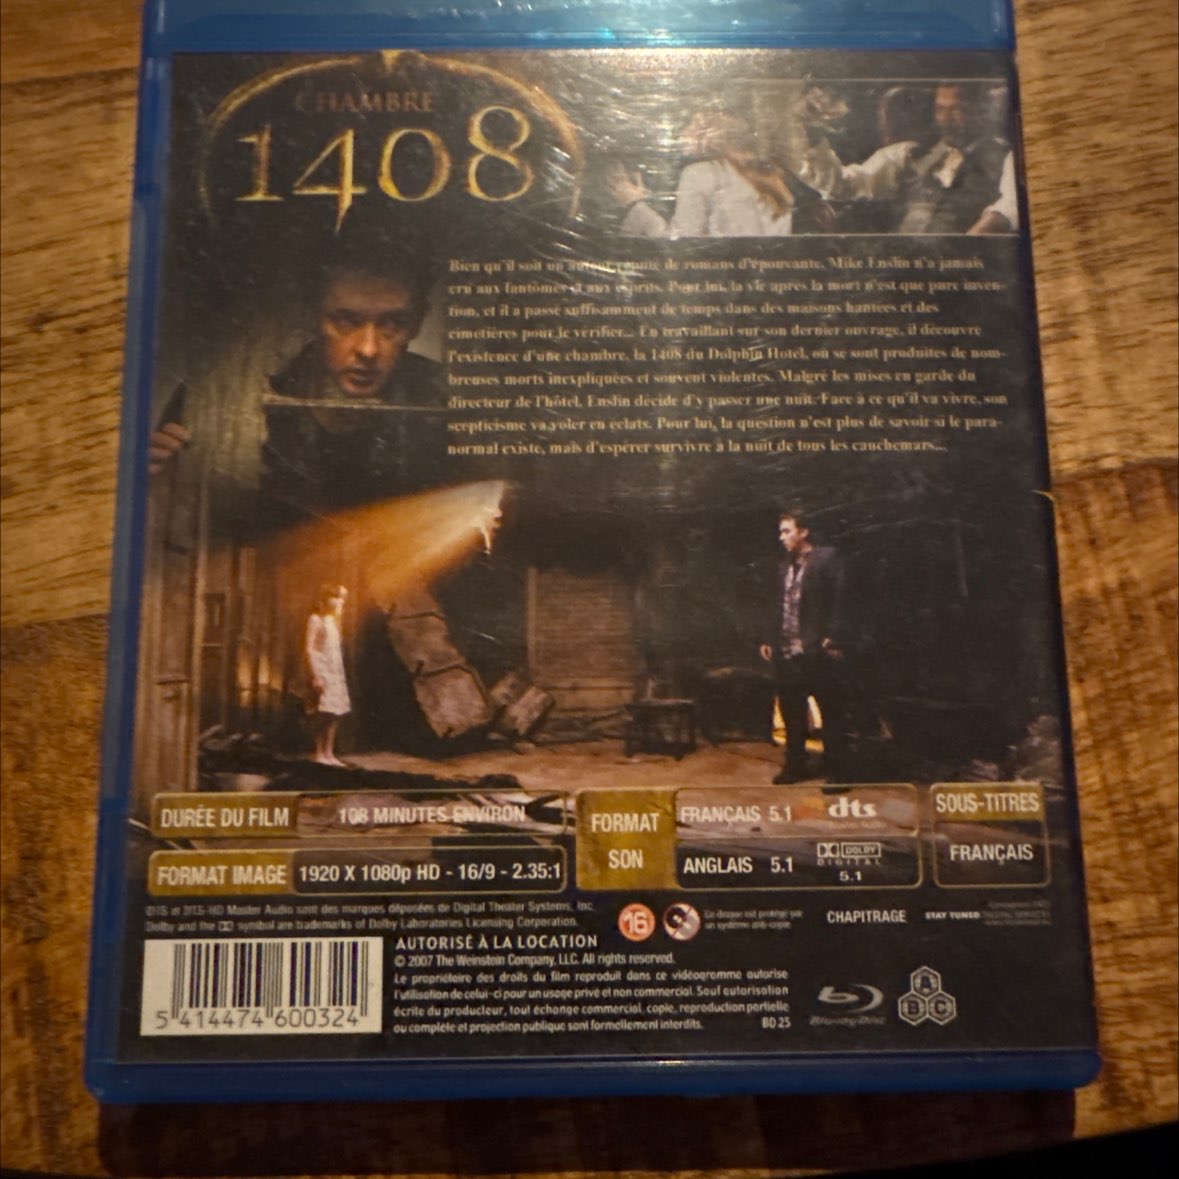 CHAMBRE
1408
Bien qu'il soit un auteur réputé de romans d'épouvante, Mike Enslin n'a jamais
cru aux fantômes et aux esprits. Pour lui, la vie après la mort n'est que pure inven-
tion, et il a passé suffisamment de temps dans des maisons hantées et des
cimetières pour le vérifier... En travaillant sur son dernier ouvrage, il découvre
l'existence d'une chambre, la 1408 du Dolphin Hotel, où se sont produites de nom-
breuses morts inexpliquées et souvent violentes. Malgré les mises en garde du
directeur de l'hôtel, Enslin décide d'y passer une nuit. Face à ce qu'il va vivre, son
scepticisme va voler en éclats. Pour lui, la question n'est plus de savoir si le para-
normal existe, mais d'espérer survivre à la nuit de tous les cauchemars...
DURÉE DU FILM
108 MINUTES ENVIRON
FORMAT IMAGE
1920 X 1080p HD - 16/9 - 2.35:1
FORMAT
SON
FRANÇAIS 5.1
dts
ANGLAIS 5.1
DOLBY
DIGITAL
5.1
SOUS-TITRES
FRANÇAIS
DTS et DTS-HD Master Audio sont des marques déposées de Digital Theater Systems, Inc.
Dolby and the DD symbol are trademarks of Dolby Laboratories Licensing Corporation.
16
Ce disque est protégé par
un système anti-copie
CHAPITRAGE
STAY TUNED
AUTORISÉ À LA LOCATION
© 2007 The Weinstein Company, LLC. All rights reserved.
Le propriétaire des droits du film reproduit dans ce vidéogramme autorise
l'utilisation de celui-ci pour un usage privé et non commercial. Sauf autorisation
écrite du producteur, tout échange commercial, copie, reproduction partielle
ou complète et projection publique sont formellement interdits.
BD 25
5 414474 600324
Blu-ray Disc
A
B C